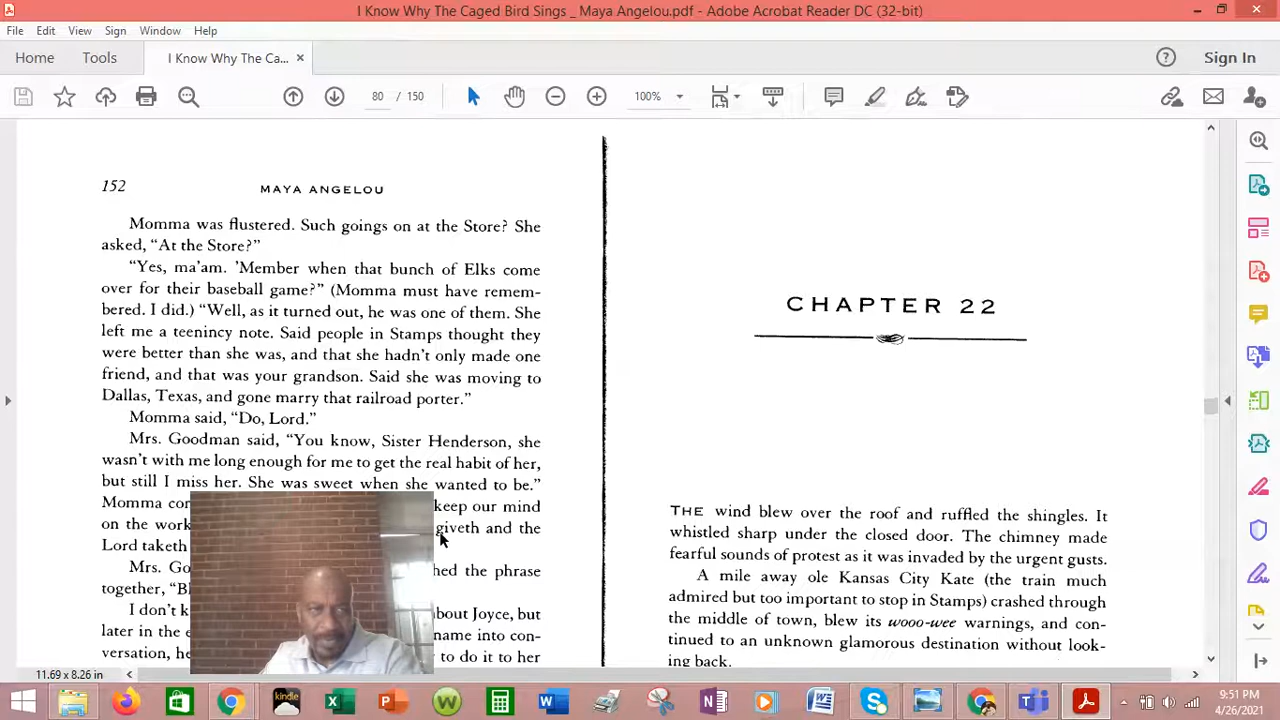 I Know Why The Caged Bird Sings _ Maya Angelou.pdf - Adobe Acrobat Reader DC (32-bit)
File Edit View Sign Window Help
Home Tools I Know Why The Ca... × Sign In
80 / 150 100%
152 MAYA ANGELOU
Momma was flustered. Such goings on at the Store? She
asked, “At the Store?”
“Yes, ma’am. ’Member when that bunch of Elks come
over for their baseball game?” (Momma must have remem-
bered. I did.) “Well, as it turned out, he was one of them. She
left me a teenincy note. Said people in Stamps thought they
were better than she was, and that she hadn’t only made one
friend, and that was your grandson. Said she was moving to
Dallas, Texas, and gone marry that railroad porter.”
Momma said, “Do, Lord.”
Mrs. Goodman said, “You know, Sister Henderson, she
wasn’t with me long enough for me to get the real habit of her,
but still I miss her. She was sweet when she wanted to be.”
Momma keep our mind
on the work giveth and the
Lord taketh
Mrs. the phrase
together,
I don’t about Joyce, but
later in the name into con-
versation, to do it to her
CHAPTER 22
THE wind blew over the roof and ruffled the shingles. It
whistled sharp under the closed door. The chimney made
fearful sounds of protest as it was invaded by the urgent gusts.
A mile away ole Kansas City Kate (the train much
admired but too important to stop in Stamps) crashed through
the middle of town, blew its wooo-wee warnings, and con-
tinued to an unknown glamorous destination without look-
ing back.
11.69 x 8.26 in
kindle
9:51 PM
4/26/2021